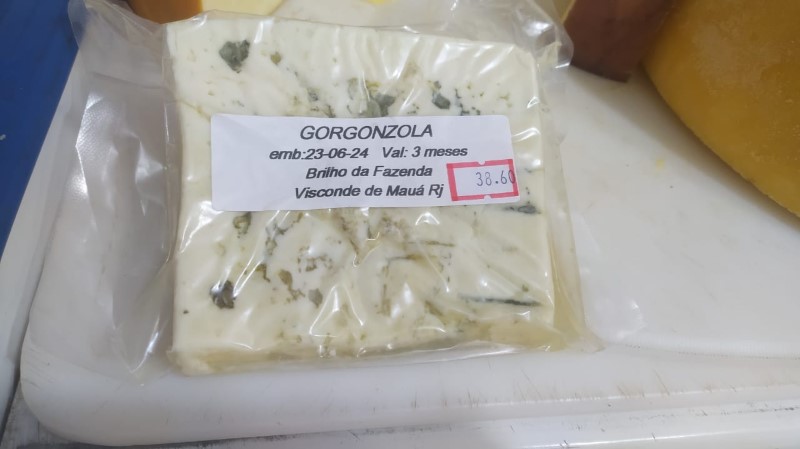 GORGONZOLA
emb:23-06-24 Val: 3 meses
Brilho da Fazenda
Visconde de Mauá Rj
38.60